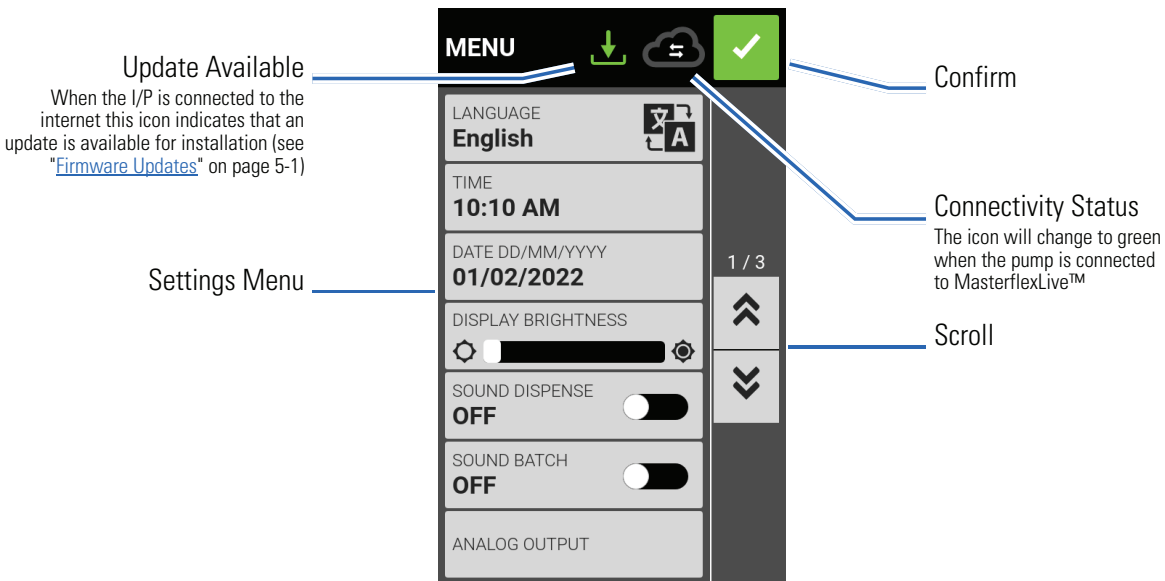 Update Available
When the I/P is connected to the
internet this icon indicates that an
update is available for installation (see
"Firmware Updates" on page 5-1)
Settings Menu
MENU
LANGUAGE
English
文
A
TIME
10:10 AM
DATE DD/MM/YYYY
01/02/2022
DISPLAY BRIGHTNESS
SOUND DISPENSE
OFF
SOUND BATCH
OFF
ANALOG OUTPUT
1 / 3
Confirm
Connectivity Status
The icon will change to green
when the pump is connected
to MasterflexLive™
Scroll